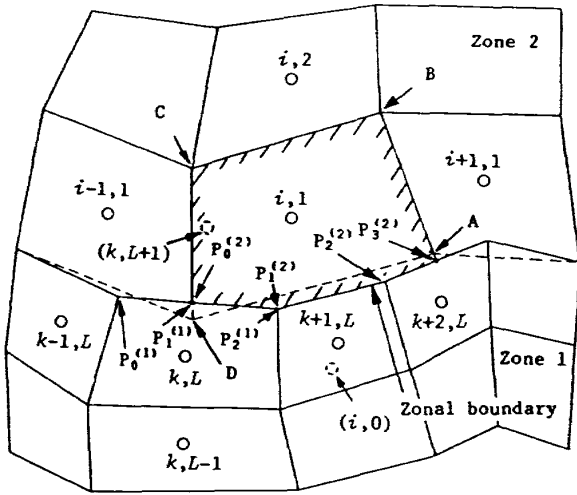 Zone 2
i,2
B
C
i-1,1
i,1
i+1,1
(k,L+1)
P₀⁽²⁾
P₁⁽²⁾
P₂⁽²⁾
P₃⁽²⁾
A
k-1,L
P₀⁽¹⁾
P₁⁽¹⁾
P₂⁽¹⁾
k,L
D
k+1,L
k+2,L
Zone 1
(i,0)
Zonal boundary
k,L-1